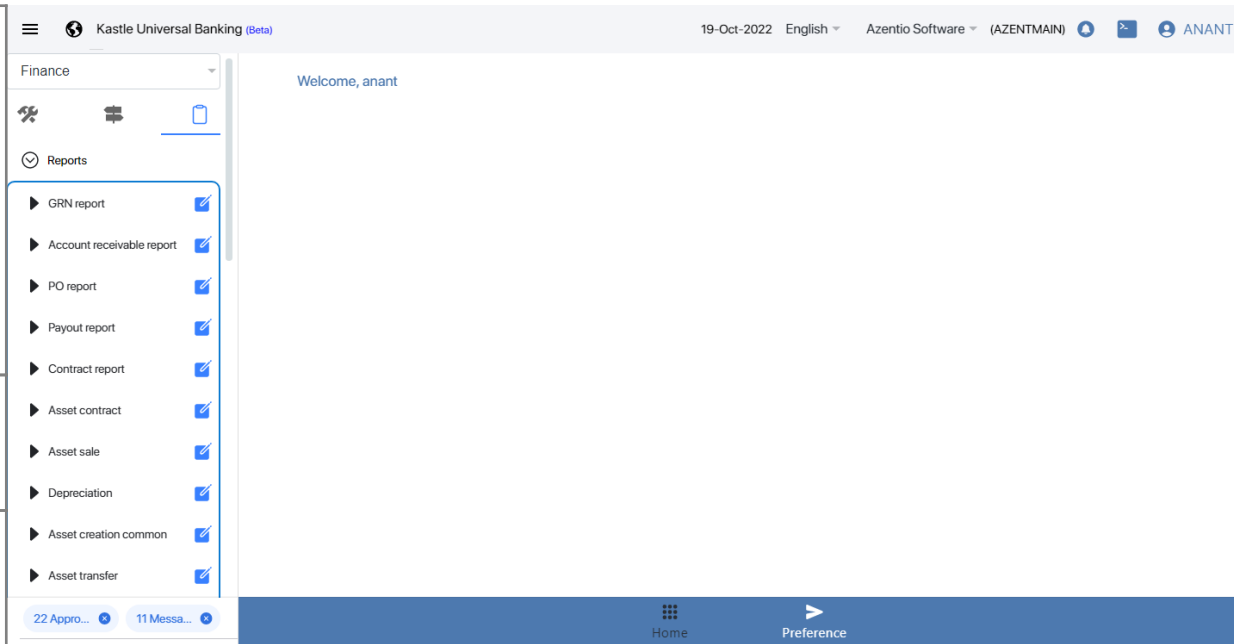 Kastle Universal Banking (Beta)
19-Oct-2022 English Azentio Software (AZENTMAIN) ANANT
Finance
Welcome, anant
Reports
GRN report
Account receivable report
PO report
Payout report
Contract report
Asset contract
Asset sale
Depreciation
Asset creation common
Asset transfer
22 Appro... 11 Messa...
Home Preference